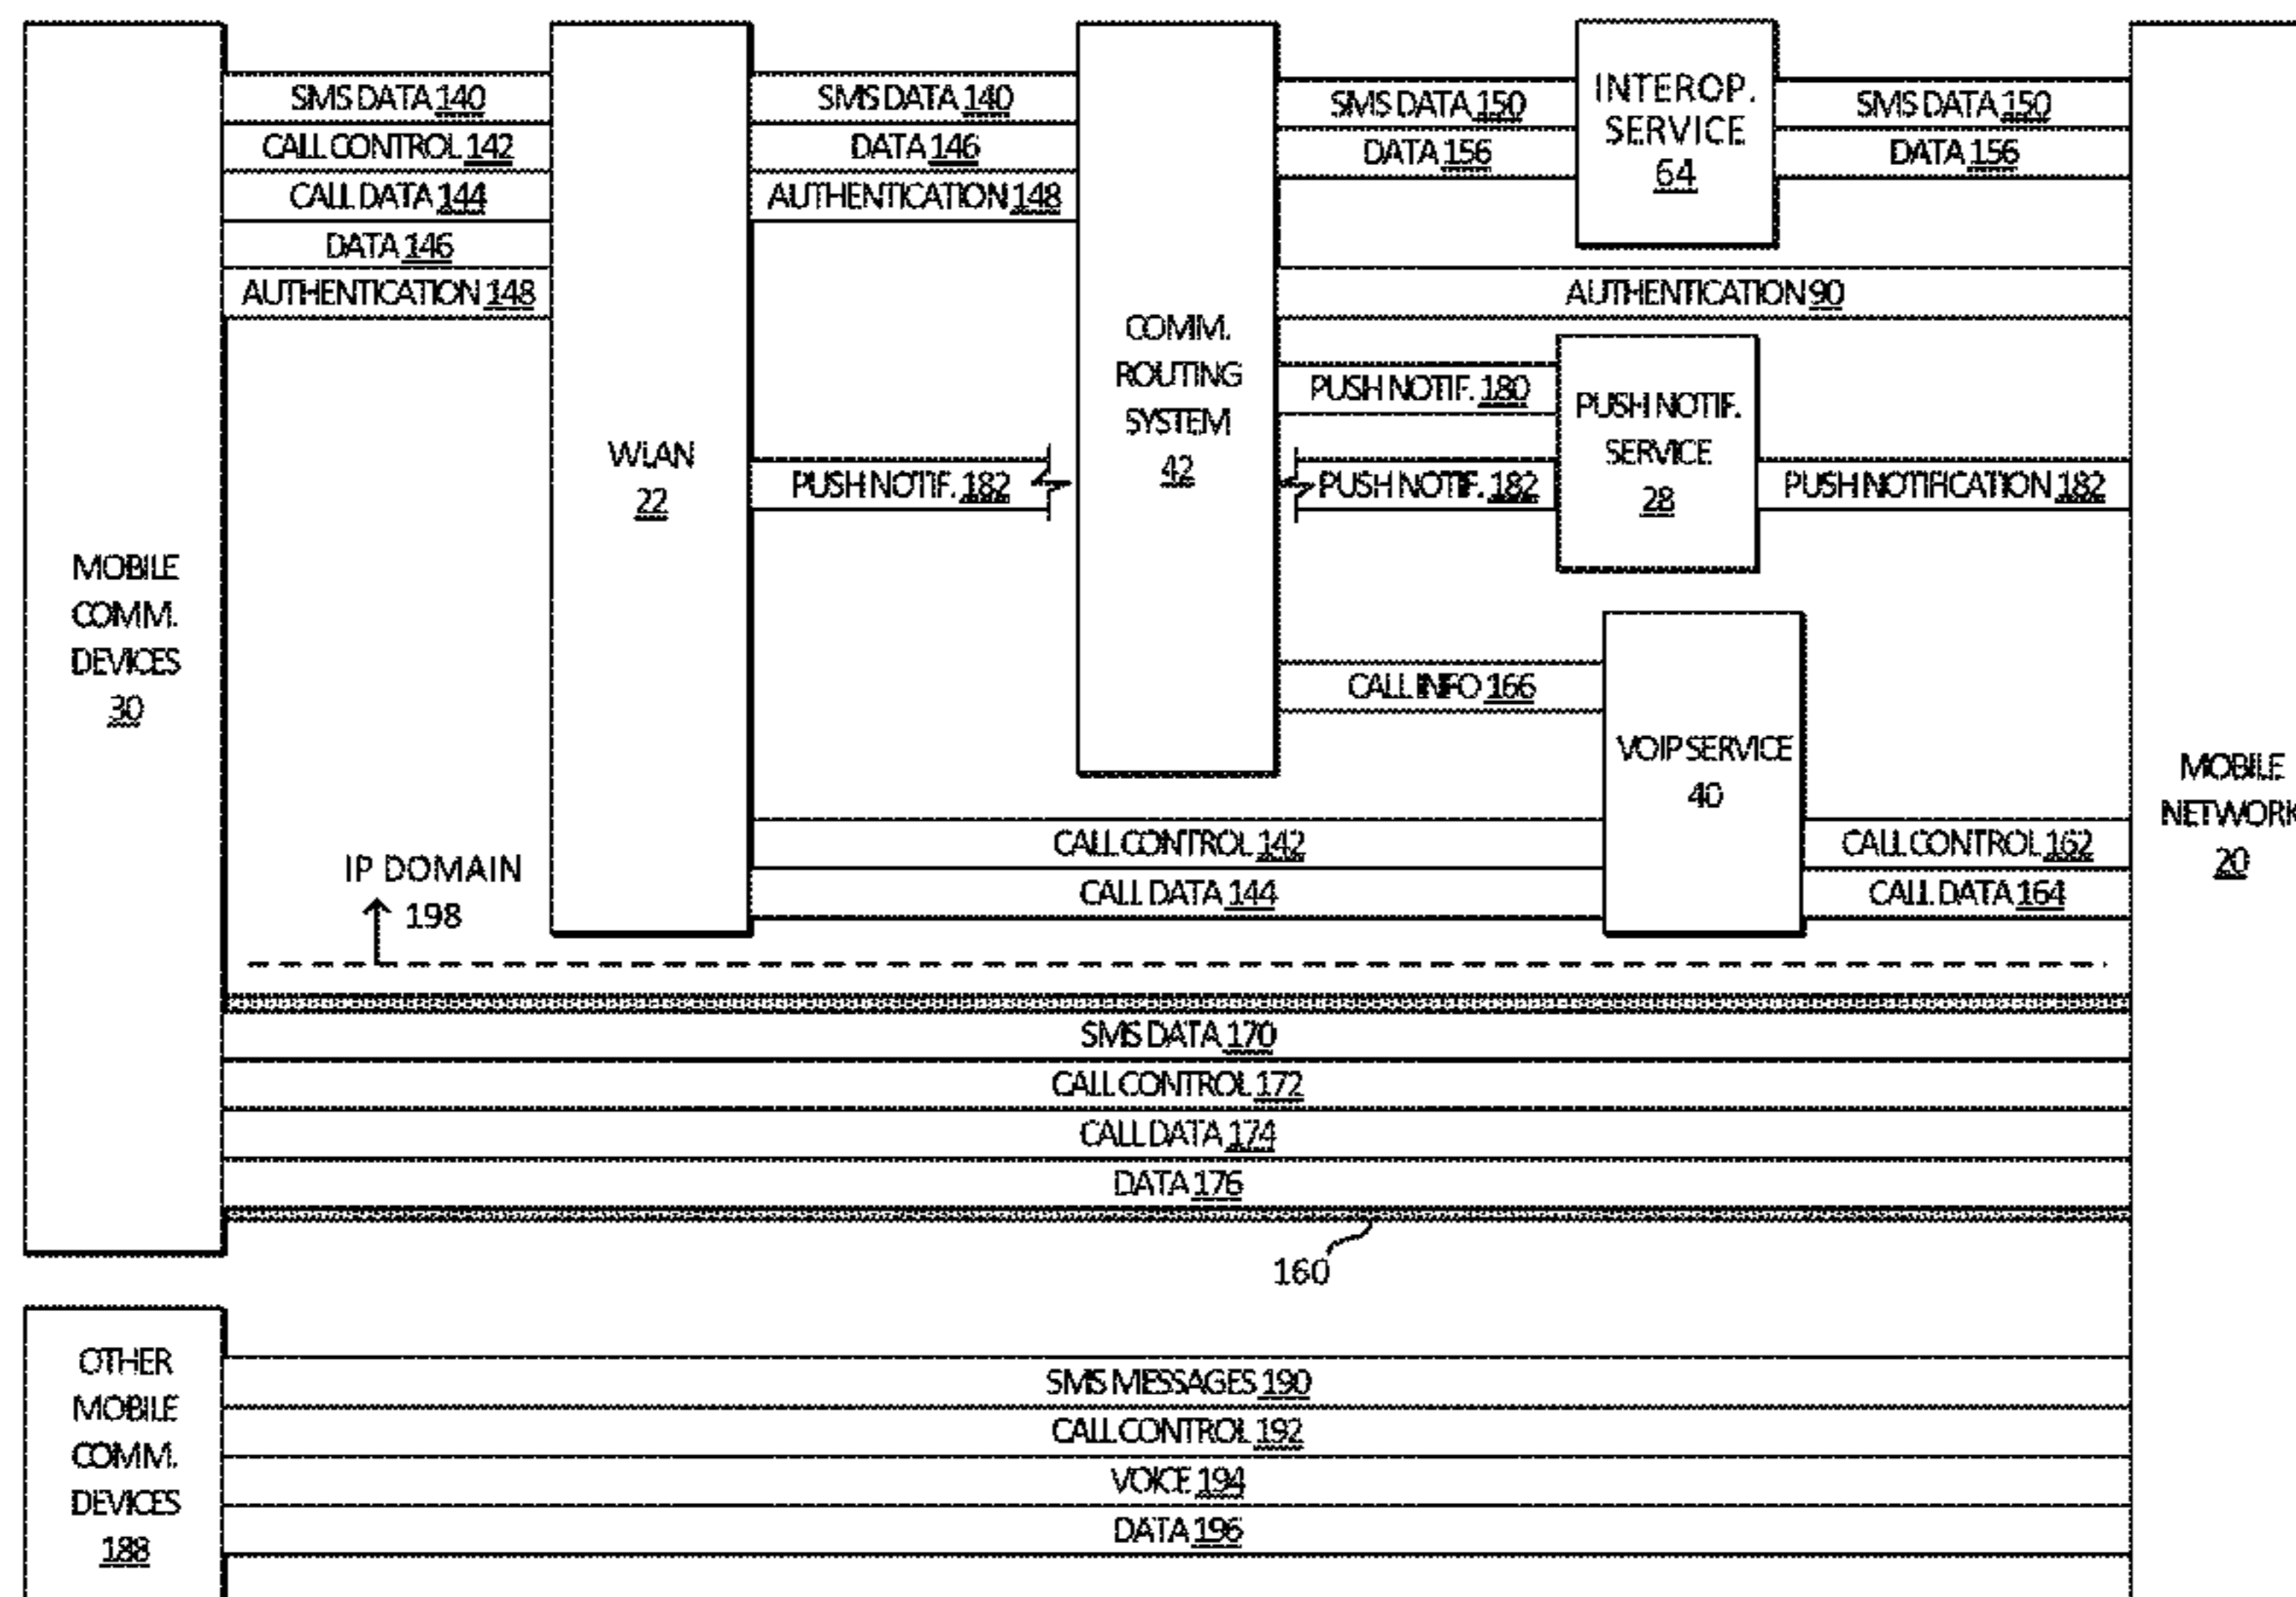 SMS DATA 140
CALL CONTROL 142
CALL DATA 144
DATA 146
AUTHENTICATION 148
SMS DATA 140
DATA 146
AUTHENTICATION 148
SMS DATA 150
DATA 156
INTEROP.
SERVICE
64
SMS DATA 150
DATA 156
AUTHENTICATION 90
COMM.
ROUTING
SYSTEM
42
PUSH NOTIF. 180
PUSH NOTIF.
SERVICE
28
WLAN
22
PUSH NOTIF. 182
PUSH NOTIF. 182
PUSH NOTIFICATION 182
MOBILE
COMM.
DEVICES
30
CALL INFO 166
VOIP SERVICE
40
MOBILE
NETWORK
20
CALL CONTROL 142
CALL DATA 144
CALL CONTROL 162
CALL DATA 164
IP DOMAIN
198
SMS DATA 170
CALL CONTROL 172
CALL DATA 174
DATA 176
160
OTHER
MOBILE
COMM.
DEVICES
188
SMS MESSAGES 190
CALL CONTROL 192
VOICE 194
DATA 196